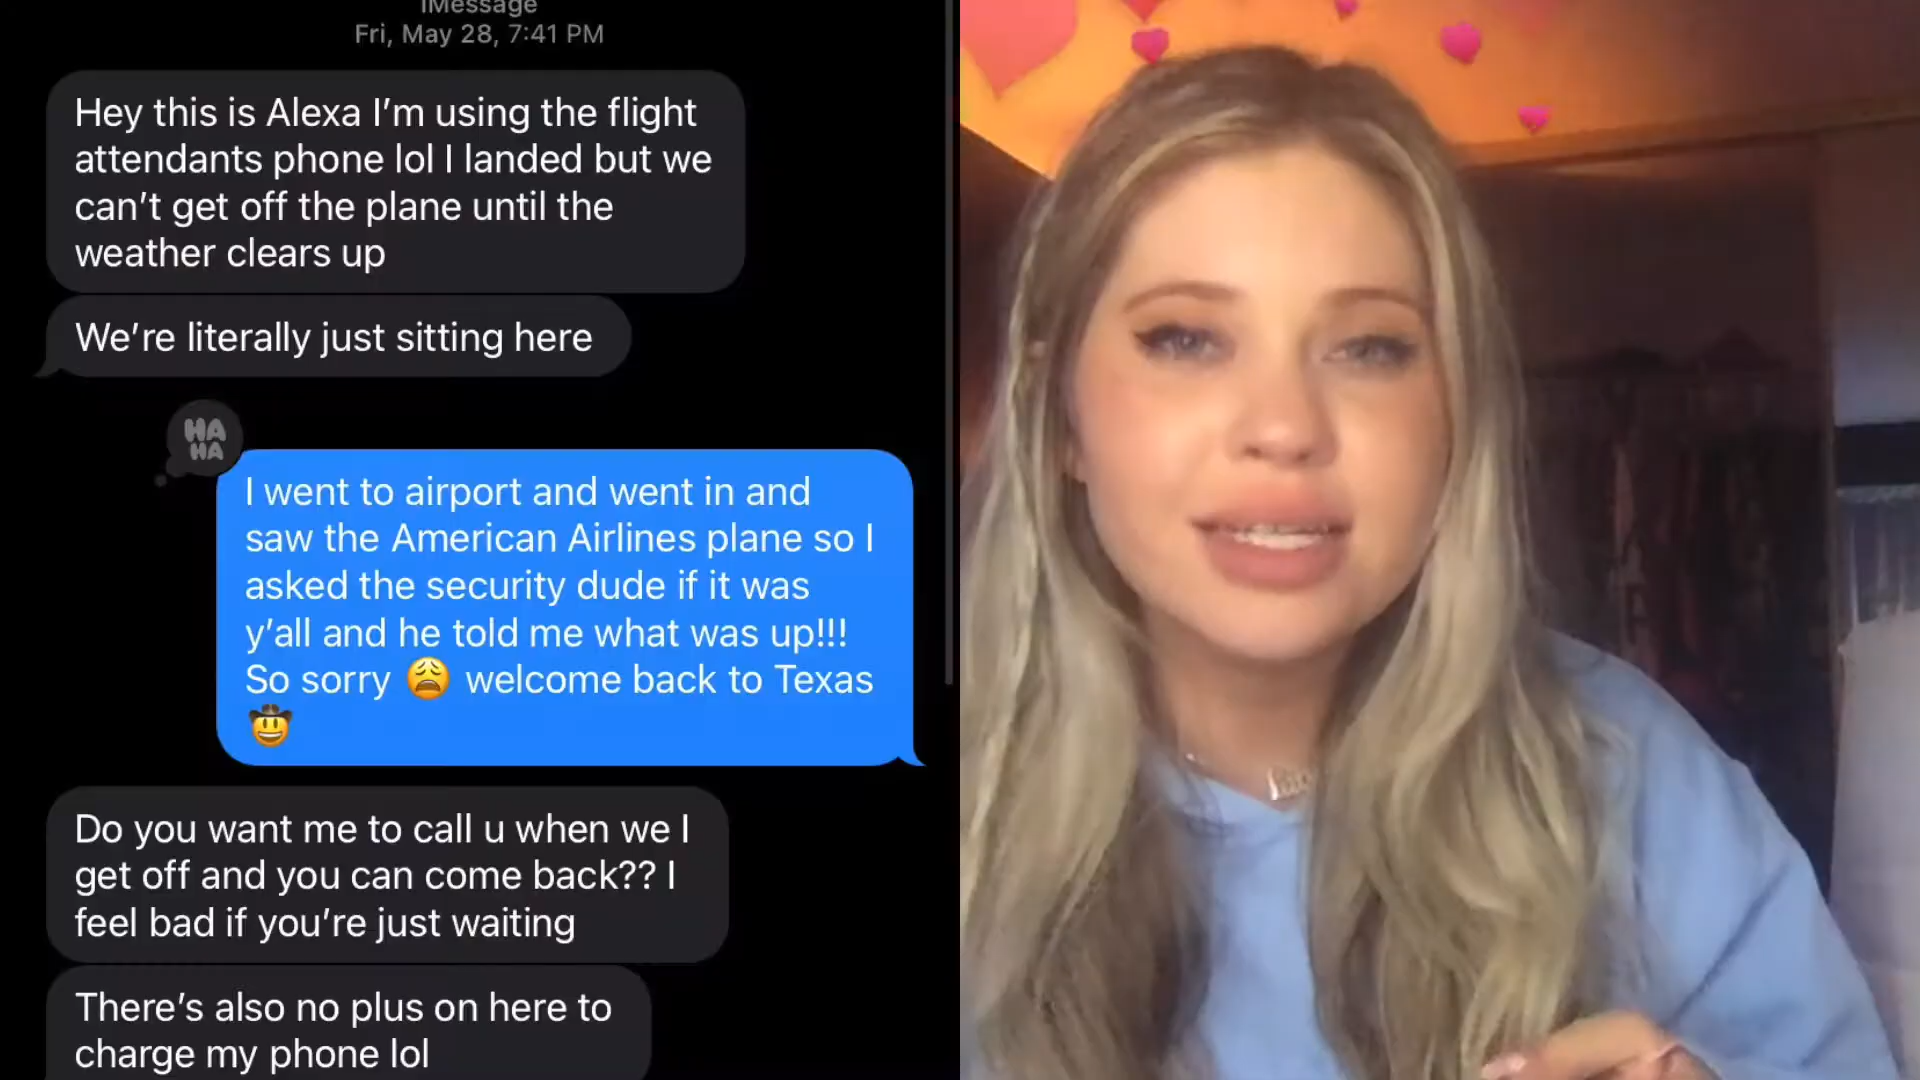 iMessage
Fri, May 28, 7:41 PM
Hey this is Alexa I’m using the flight
attendants phone lol I landed but we
can’t get off the plane until the
weather clears up
We’re literally just sitting here
HA
HA
I went to airport and went in and
saw the American Airlines plane so I
asked the security dude if it was
y’all and he told me what was up!!!
So sorry 😩 welcome back to Texas
🤠
Do you want me to call u when we I
get off and you can come back?? I
feel bad if you’re just waiting
There’s also no plus on here to
charge my phone lol